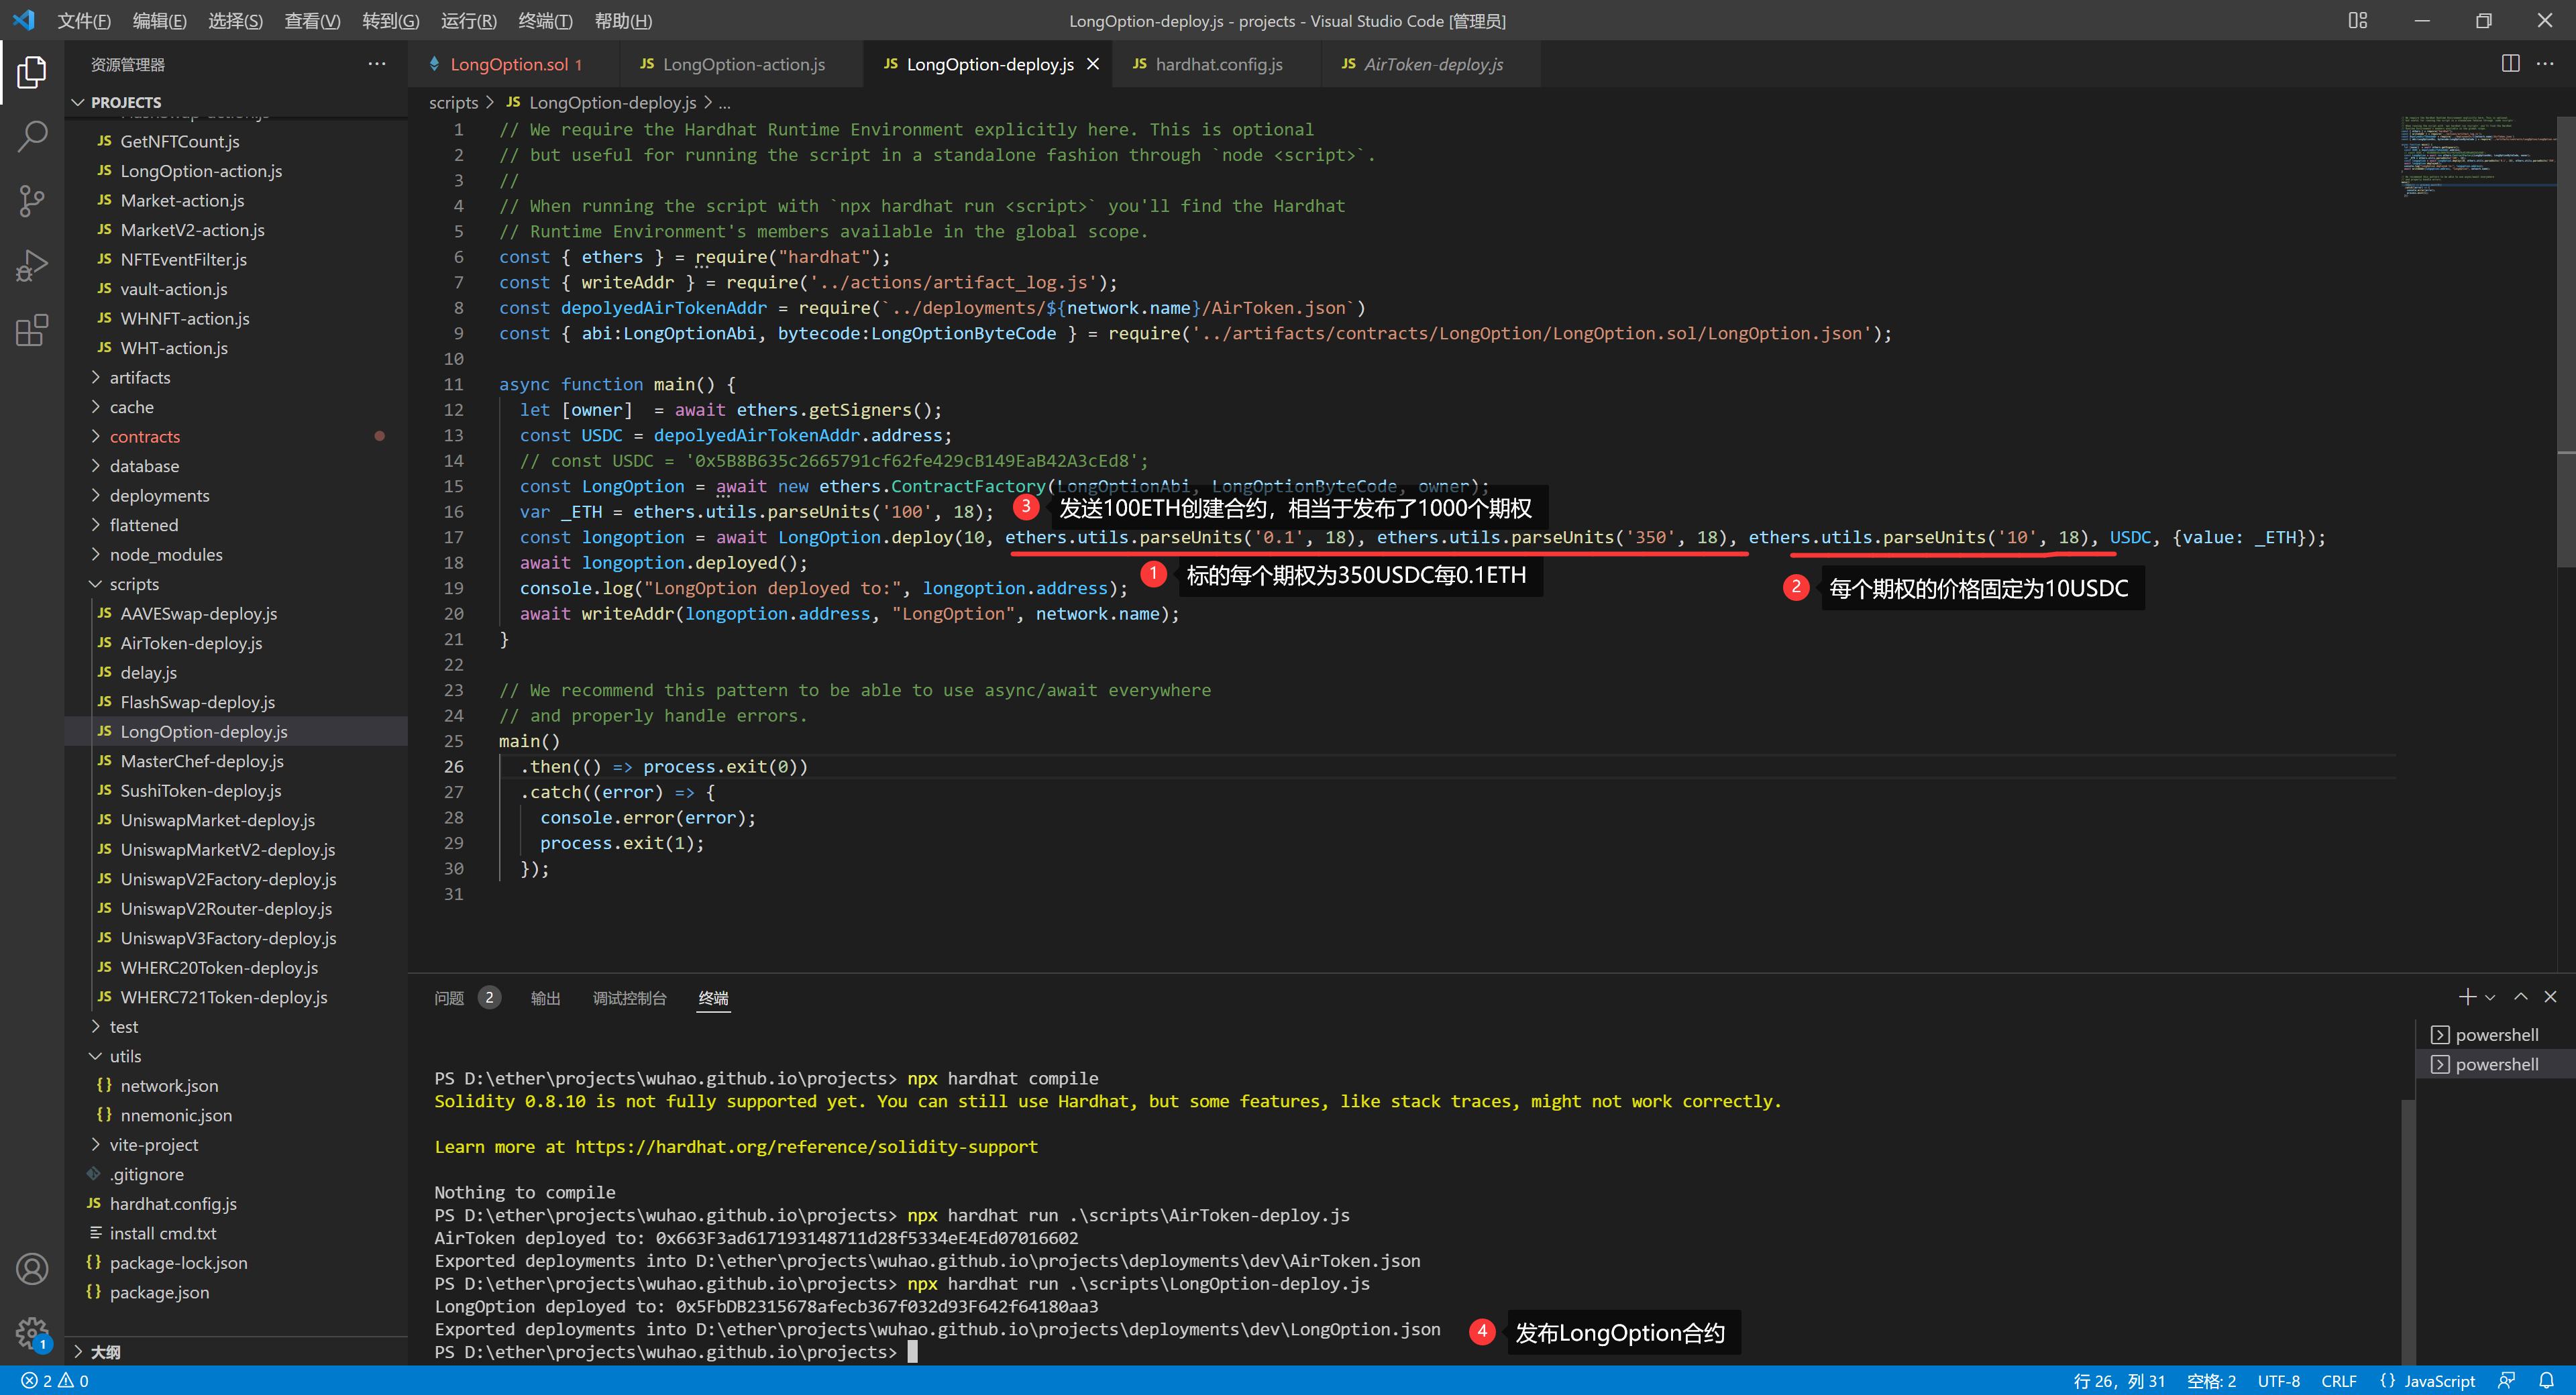 文件(F) 编辑(E) 选择(S) 查看(V) 转到(G) 运行(R) 终端(T) 帮助(H)
LongOption-deploy.js - projects - Visual Studio Code [管理员]
资源管理器
PROJECTS
GetNFTCount.js
LongOption-action.js
Market-action.js
MarketV2-action.js
NFTEventFilter.js
vault-action.js
WHNFT-action.js
WHT-action.js
artifacts
cache
contracts
database
deployments
flattened
node_modules
scripts
AAVESwap-deploy.js
AirToken-deploy.js
delay.js
FlashSwap-deploy.js
LongOption-deploy.js
MasterChef-deploy.js
SushiToken-deploy.js
UniswapMarket-deploy.js
UniswapMarketV2-deploy.js
UniswapV2Factory-deploy.js
UniswapV2Router-deploy.js
UniswapV3Factory-deploy.js
WHERC20Token-deploy.js
WHERC721Token-deploy.js
test
utils
network.json
nnemonic.json
vite-project
.gitignore
hardhat.config.js
install cmd.txt
package-lock.json
package.json
大纲
LongOption.sol 1
LongOption-action.js
LongOption-deploy.js
hardhat.config.js
AirToken-deploy.js
scripts > JS LongOption-deploy.js > ...
1 // We require the Hardhat Runtime Environment explicitly here. This is optional
2 // but useful for running the script in a standalone fashion through `node <script>`.
3 //
4 // When running the script with `npx hardhat run <script>` you'll find the Hardhat
5 // Runtime Environment's members available in the global scope.
6 const { ethers } = require("hardhat");
7 const { writeAddr } = require('../actions/artifact_log.js');
8 const depolyedAirTokenAddr = require(`../deployments/${network.name}/AirToken.json`)
9 const { abi:LongOptionAbi, bytecode:LongOptionByteCode } = require('../artifacts/contracts/LongOption/LongOption.sol/LongOption.json');
10
11 async function main() {
12 let [owner]  = await ethers.getSigners();
13 const USDC = depolyedAirTokenAddr.address;
14 // const USDC = '0x5B8B635c2665791cf62fe429cB149EaB42A3cEd8';
15 const LongOption = await new ethers.ContractFactory(LongOptionAbi, LongOptionByteCode, owner);
16 var _ETH = ethers.utils.parseUnits('100', 18);
3 发送100ETH创建合约，相当于发布了1000个期权
17 const longoption = await LongOption.deploy(10, ethers.utils.parseUnits('0.1', 18), ethers.utils.parseUnits('350', 18), ethers.utils.parseUnits('10', 18), USDC, {value: _ETH});
18 await longoption.deployed();
1 标的每个期权为350USDC每0.1ETH
2 每个期权的价格固定为10USDC
19 console.log("LongOption deployed to:", longoption.address);
20 await writeAddr(longoption.address, "LongOption", network.name);
21 }
22
23 // We recommend this pattern to be able to use async/await everywhere
24 // and properly handle errors.
25 main()
26 .then(() => process.exit(0))
27 .catch((error) => {
28 console.error(error);
29 process.exit(1);
30 });
31
问题 2 输出 调试控制台 终端
powershell
powershell
PS D:\ether\projects\wuhao.github.io\projects> npx hardhat compile
Solidity 0.8.10 is not fully supported yet. You can still use Hardhat, but some features, like stack traces, might not work correctly.
Learn more at https://hardhat.org/reference/solidity-support
Nothing to compile
PS D:\ether\projects\wuhao.github.io\projects> npx hardhat run .\scripts\AirToken-deploy.js
AirToken deployed to: 0x663F3ad617193148711d28f5334eE4Ed07016602
Exported deployments into D:\ether\projects\wuhao.github.io\projects\deployments\dev\AirToken.json
PS D:\ether\projects\wuhao.github.io\projects> npx hardhat run .\scripts\LongOption-deploy.js
LongOption deployed to: 0x5FbDB2315678afecb367f032d93F642f64180aa3
Exported deployments into D:\ether\projects\wuhao.github.io\projects\deployments\dev\LongOption.json
4 发布LongOption合约
PS D:\ether\projects\wuhao.github.io\projects>
1
2 0
行 26，列 31 空格: 2 UTF-8 CRLF {} JavaScript